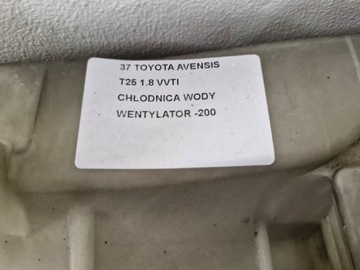 37 TOYOTA AVENSIS
T25 1.8 VVTI
CHŁODNICA WODY
WENTYLATOR -200